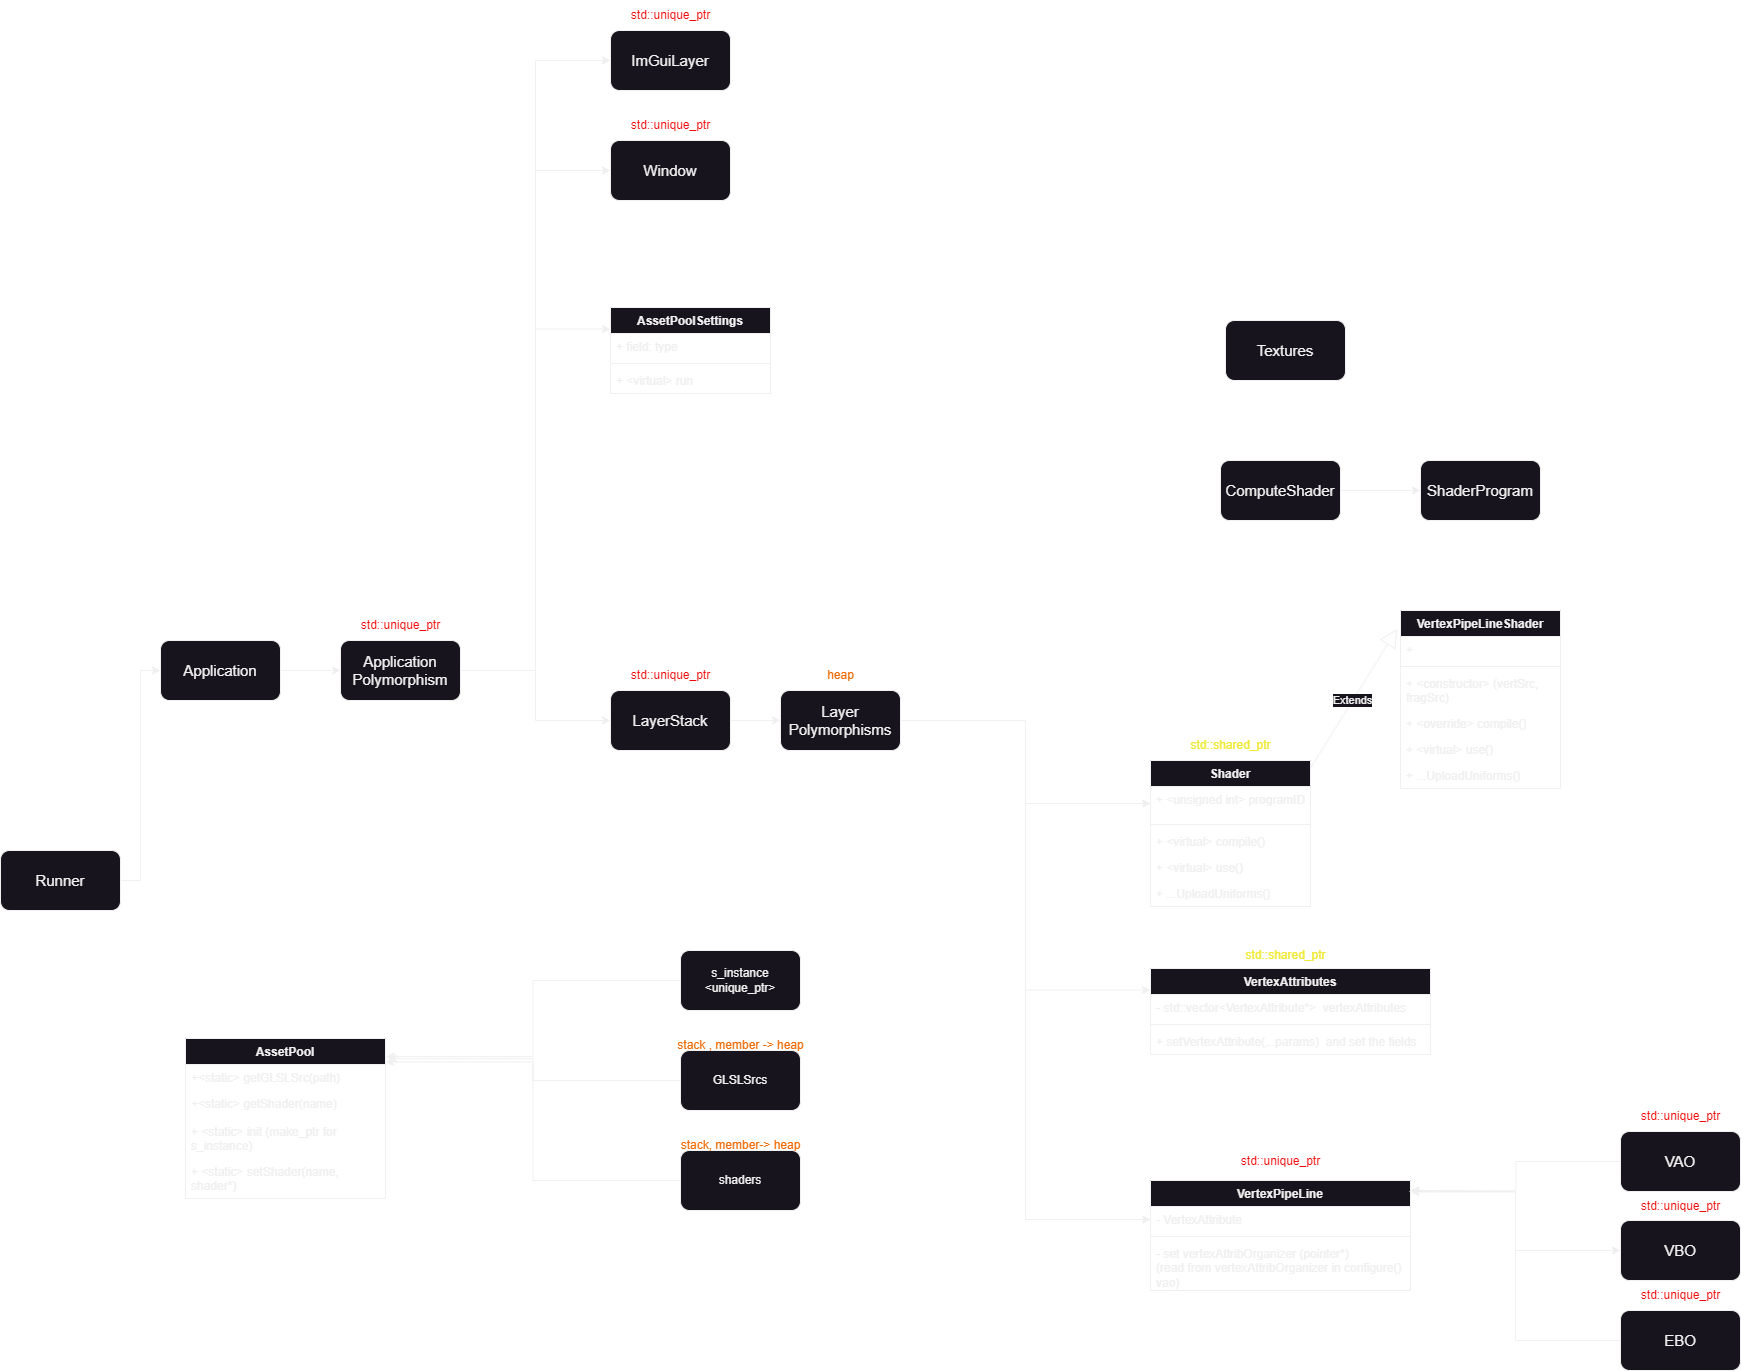 std::unique_ptr
ImGuiLayer
std::unique_ptr
Window
AssetPoolSettings
+ field: type
+ <virtual> run
Textures
ComputeShader
ShaderProgram
std::unique_ptr
Application
Application
Polymorphism
std::unique_ptr
LayerStack
heap
Layer
Polymorphisms
VertexPipeLineShader
+
+ <constructor> (vertSrc,
fragSrc)
+ <override> compile()
+ <virtual> use()
+ ...UploadUniforms()
Extends
std::shared_ptr
Shader
+ <unsigned int> programID
+ <virtual> compile()
+ <virtual> use()
+ ...UploadUniforms()
Runner
std::shared_ptr
VertexAttributes
- std::vector<VertexAttribute*>  vertexAttributes
+ setVertexAttribute(...params)  and set the fields
s_instance
<unique_ptr>
stack , member -> heap
GLSLSrcs
stack, member-> heap
shaders
AssetPool
+<static> getGLSLSrc(path)
+<static> getShader(name)
+ <static> init (make_ptr for
s_instance)
+ <static> setShader(name,
shader*)
std::unique_ptr
VertexPipeLine
- VertexAttribute
- set vertexAttribOrganizer (pointer*)
(read from vertexAttribOrganizer in configure()
vao)
std::unique_ptr
VAO
std::unique_ptr
VBO
std::unique_ptr
EBO